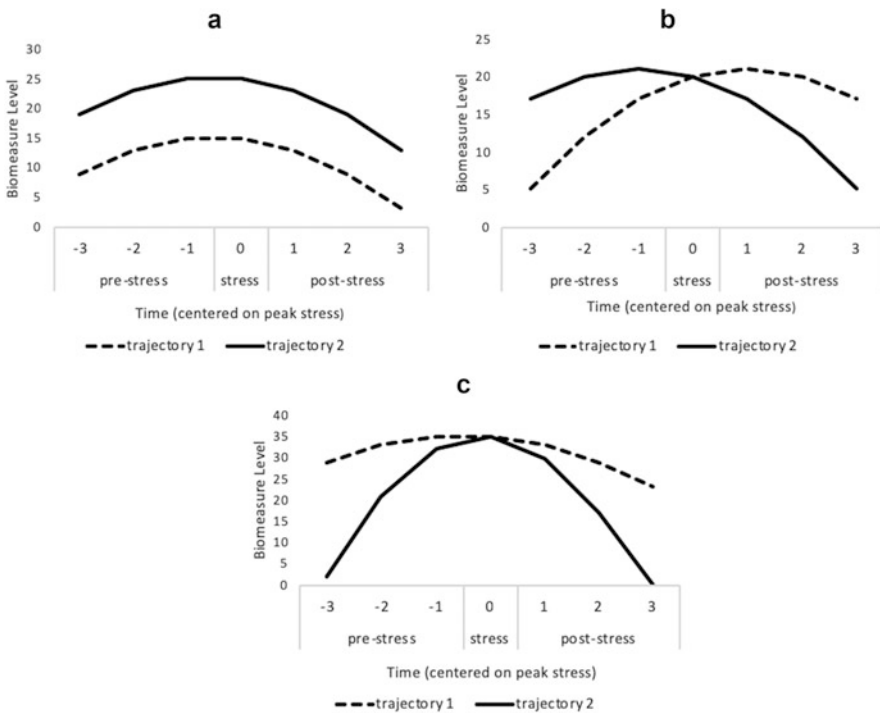 a
30
25
20
15
10
5
0
Biomeasure Level
-3 -2 -1 0 1 2 3
pre-stress stress post-stress
Time (centered on peak stress)
trajectory 1 trajectory 2
b
25
20
15
10
5
0
Biomeasure Level
-3 -2 -1 0 1 2 3
pre-stress stress post-stress
Time (centered on peak stress)
trajectory 1 trajectory 2
c
40
35
30
25
20
15
10
5
0
Biomeasure Level
-3 -2 -1 0 1 2 3
pre-stress stress post-stress
Time (centered on peak stress)
trajectory 1 trajectory 2